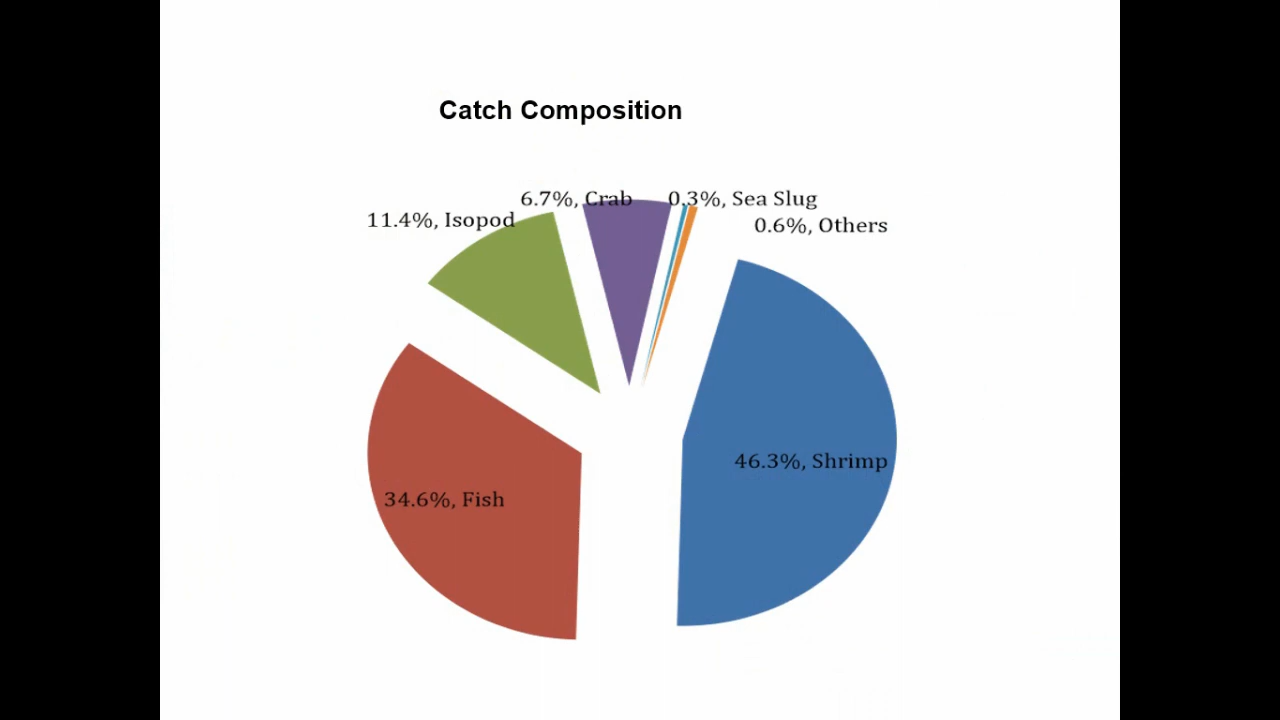 Catch Composition
6.7%, Crab
0.3%, Sea Slug
11.4%, Isopod
0.6%, Others
46.3%, Shrimp
34.6%, Fish